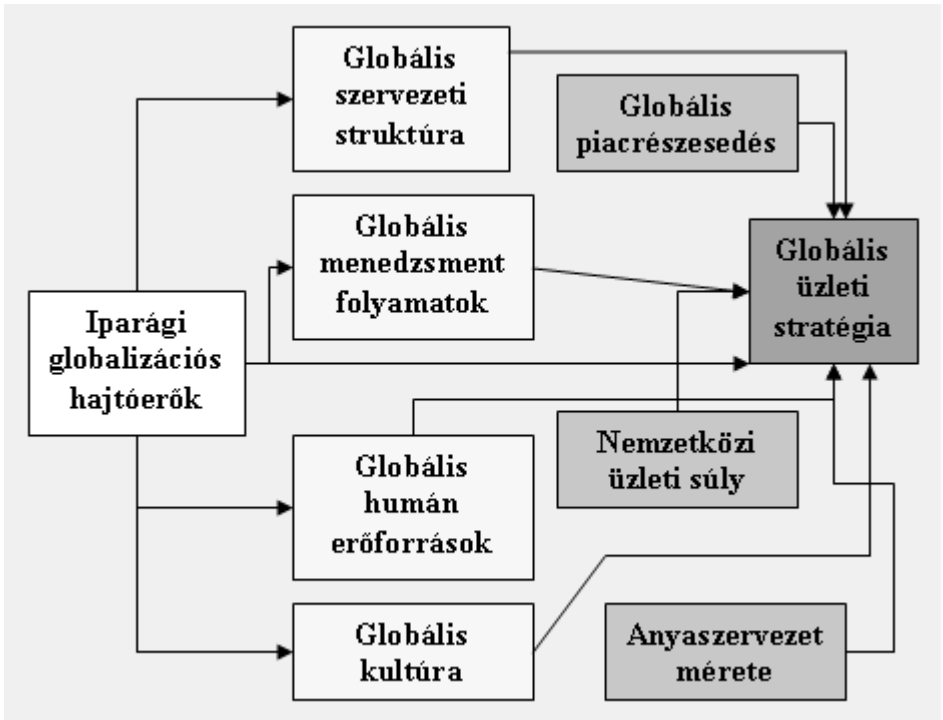 Globális
szervezeti
struktúra
Globális
piacrészesedés
Globális
menedzsment
folyamatok
Globális
üzleti
stratégia
Iparági
globalizációs
hajtóerők
Globális
humán
erőforrások
Nemzetközi
üzleti súly
Globális
kultúra
Anyaszervezet
mérete